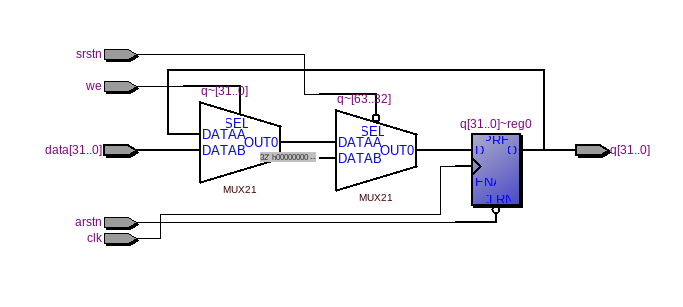 srstn
we
q~[31..0]
q~[63..32]
q[31..0]~reg0
SEL
SEL
PRE
DATAA
OUT0
DATAA
D
Q
data[31..0]
DATAB
32' h00000000 --
DATAB
OUT0
q[31..0]
ENA
MUX21
MUX21
CLRN
arstn
clk